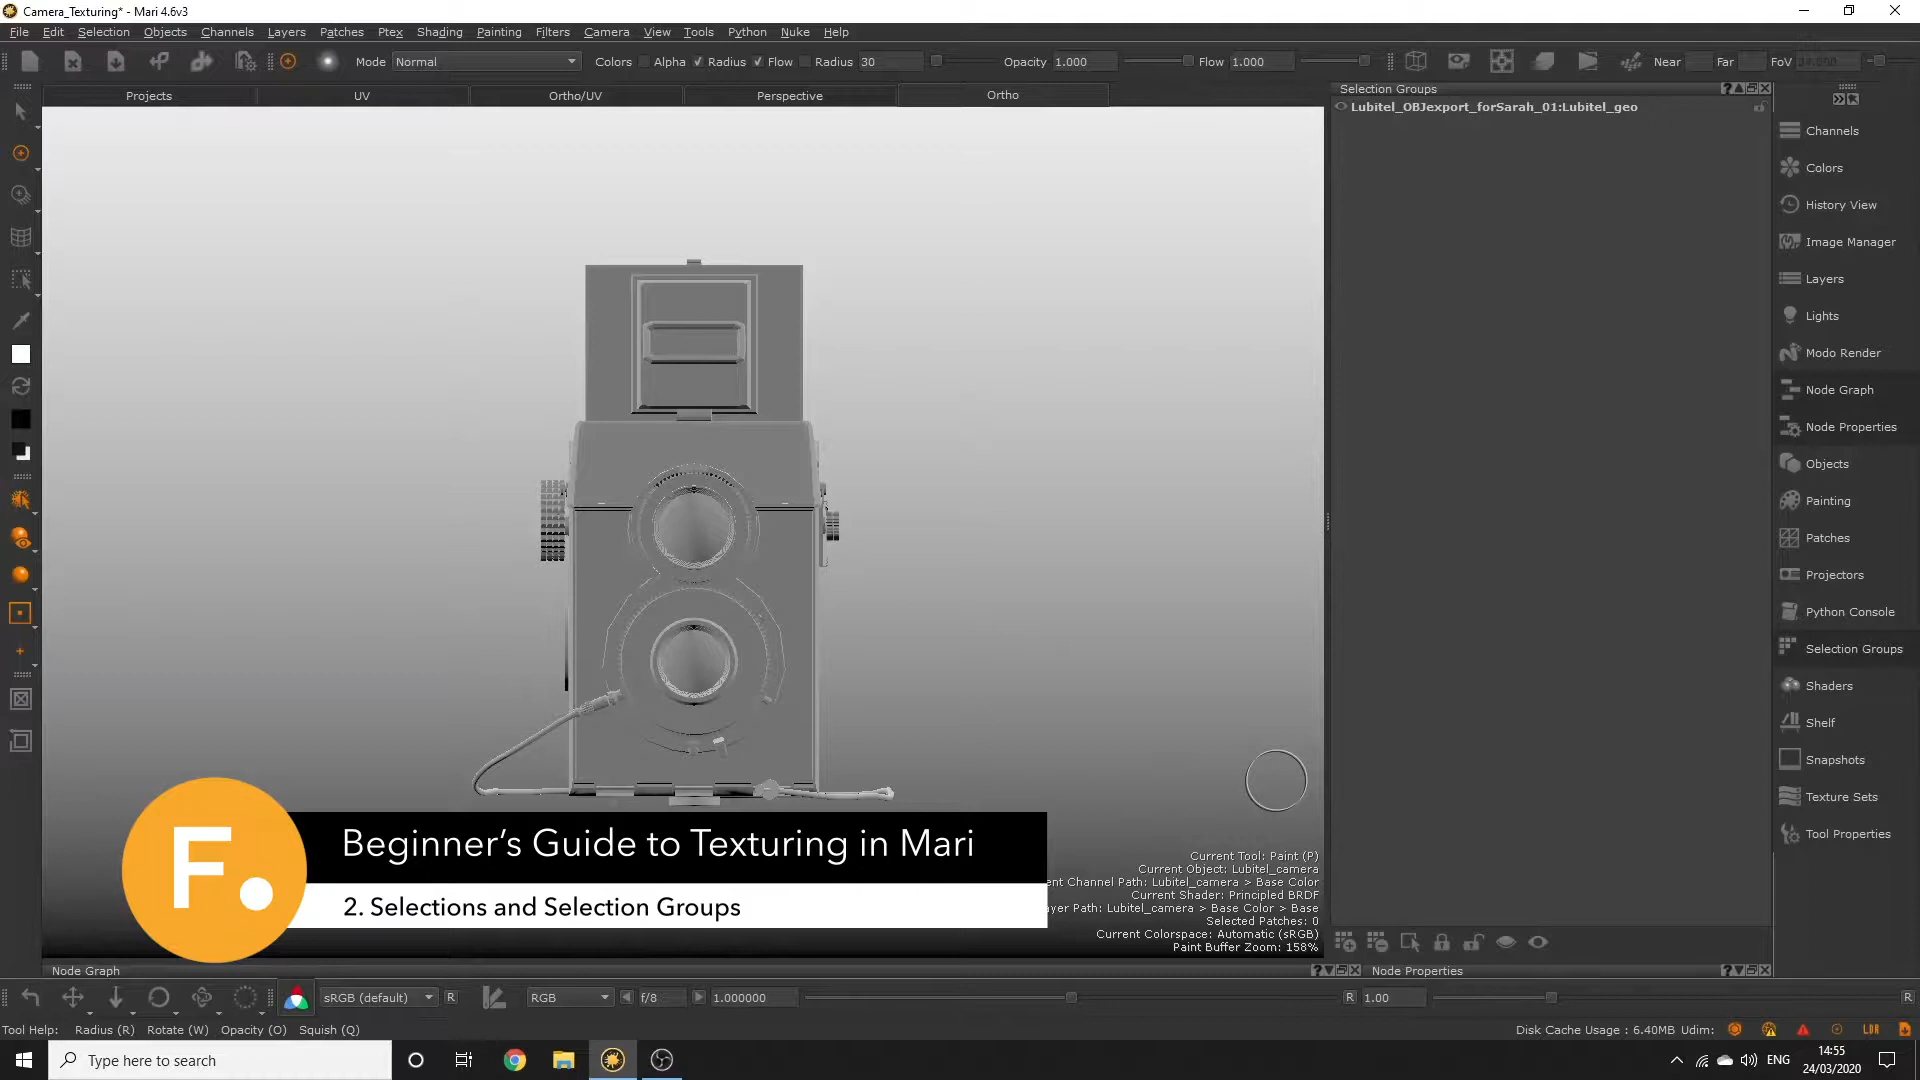 Camera_Texturing* - Mari 4.6v3
File Edit Selection Objects Channels Layers Patches Ptex Shading Painting Filters Camera View Tools Python Nuke Help
Mode Normal Colors Alpha Radius Flow Radius 30 Opacity 1.000 Flow 1.000 Near Far FoV
Projects UV Ortho/UV Perspective Ortho
Selection Groups
Lubitel_OBJexport_forSarah_01:Lubitel_geo
Channels
Colors
History View
Image Manager
Layers
Lights
Modo Render
Node Graph
Node Properties
Objects
Painting
Patches
Projectors
Python Console
Selection Groups
Shaders
Shelf
Snapshots
Texture Sets
Tool Properties
F.
Beginner’s Guide to Texturing in Mari
2. Selections and Selection Groups
Current Tool: Paint (P)
Current Object: Lubitel_camera
ent Channel Path: Lubitel_camera > Base Color
Current Shader: Principled BRDF
ayer Path: Lubitel_camera > Base Color > Base
Selected Patches: 0
Current Colorspace: Automatic (sRGB)
Paint Buffer Zoom: 158%
Node Graph
Node Properties
sRGB (default) R RGB f/8 1.000000 R 1.00 R
Tool Help: Radius (R) Rotate (W) Opacity (O) Squish (Q)
Disk Cache Usage : 6.40MB Udim: LDR
Type here to search
ENG
14:55
24/03/2020